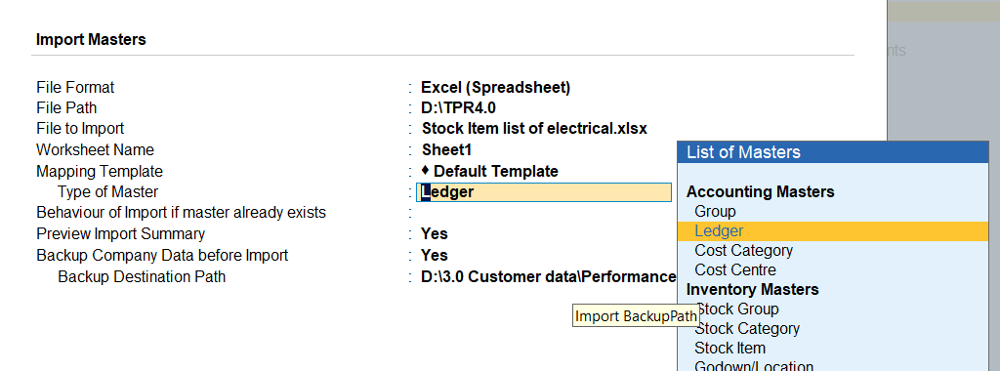 Import Masters
nts
File Format : Excel (Spreadsheet)
File Path : D:\TPR4.0
File to Import : Stock Item list of electrical.xlsx
Worksheet Name : Sheet1
Mapping Template : ♦ Default Template
Type of Master : Ledger
Behaviour of Import if master already exists :
Preview Import Summary : Yes
Backup Company Data before Import : Yes
Backup Destination Path : D:\3.0 Customer data\Performance
Import BackupPath
List of Masters
Accounting Masters
Group
Ledger
Cost Category
Cost Centre
Inventory Masters
Stock Group
Stock Category
Stock Item
Godown/Location